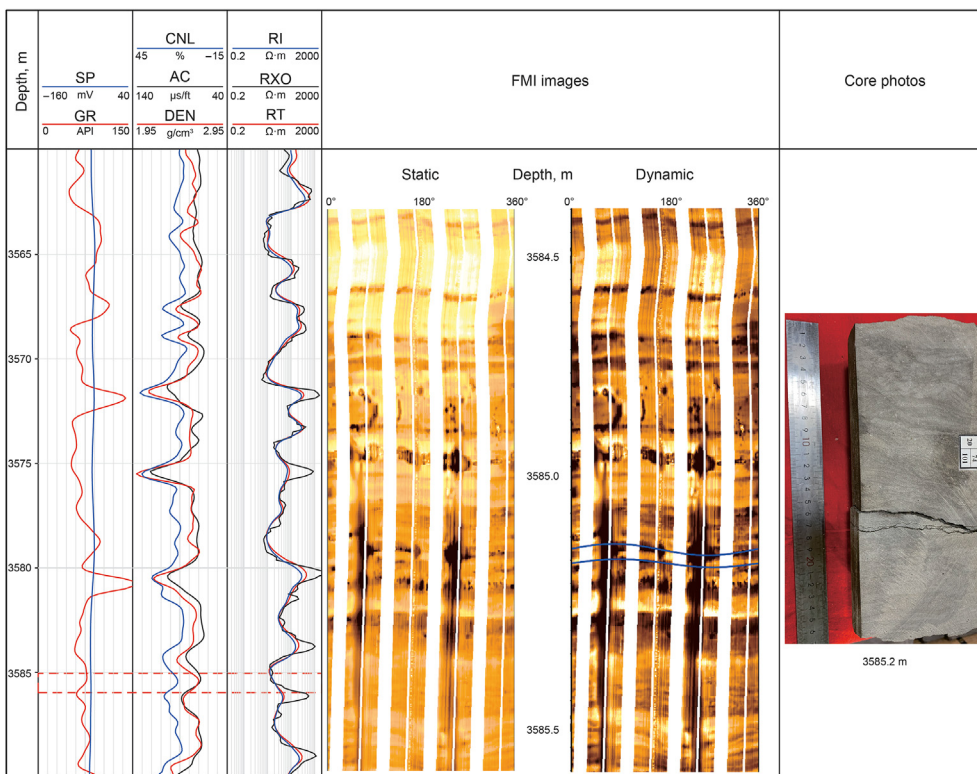 Depth, m
SP
−160 mV 40
GR
0 API 150
CNL
45 % −15
AC
140 μs/ft 40
DEN
1.95 g/cm³ 2.95
RI
0.2 Ω·m 2000
RXO
0.2 Ω·m 2000
RT
0.2 Ω·m 2000
FMI images
Core photos
Static Depth, m Dynamic
0° 180° 360° 0° 180° 360°
3565
3570
3575
3580
3585
3584.5
3585.0
3585.5
3585.2 m